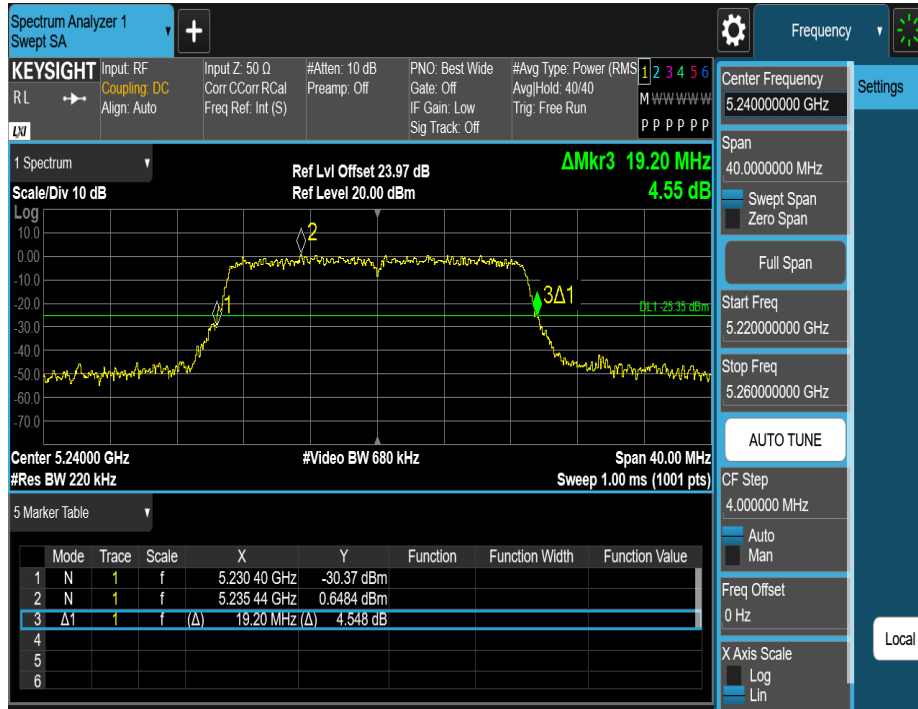 Spectrum Analyzer 1
Swept SA
+
Frequency
KEYSIGHT
RL
LXI
Input: RF
Coupling: DC
Align: Auto
Input Z: 50 Ω
Corr CCorr RCal
Freq Ref: Int (S)
#Atten: 10 dB
Preamp: Off
PNO: Best Wide
Gate: Off
IF Gain: Low
Sig Track: Off
#Avg Type: Power (RMS
Avg|Hold: 40/40
Trig: Free Run
1 2 3 4 5 6
M W W W W W
P P P P P P
1 Spectrum
Scale/Div 10 dB
Ref Lvl Offset 23.97 dB
Ref Level 20.00 dBm
ΔMkr3 19.20 MHz
4.55 dB
Log
10.0
0.00
-10.0
-20.0
-30.0
-40.0
-50.0
-60.0
-70.0
2
1
3Δ1
DL1 -25.35 dBm
Center 5.24000 GHz
#Video BW 680 kHz
Span 40.00 MHz
#Res BW 220 kHz
Sweep 1.00 ms (1001 pts)
5 Marker Table
Mode Trace Scale X Y Function Function Width Function Value
1 N 1 f 5.230 40 GHz -30.37 dBm
2 N 1 f 5.235 44 GHz 0.6484 dBm
3 Δ1 1 f (Δ) 19.20 MHz (Δ) 4.548 dB
4
5
6
Center Frequency
5.240000000 GHz
Span
40.0000000 MHz
Swept Span
Zero Span
Full Span
Start Freq
5.220000000 GHz
Stop Freq
5.260000000 GHz
AUTO TUNE
CF Step
4.000000 MHz
Auto
Man
Freq Offset
0 Hz
X Axis Scale
Log
Lin
Settings
Local